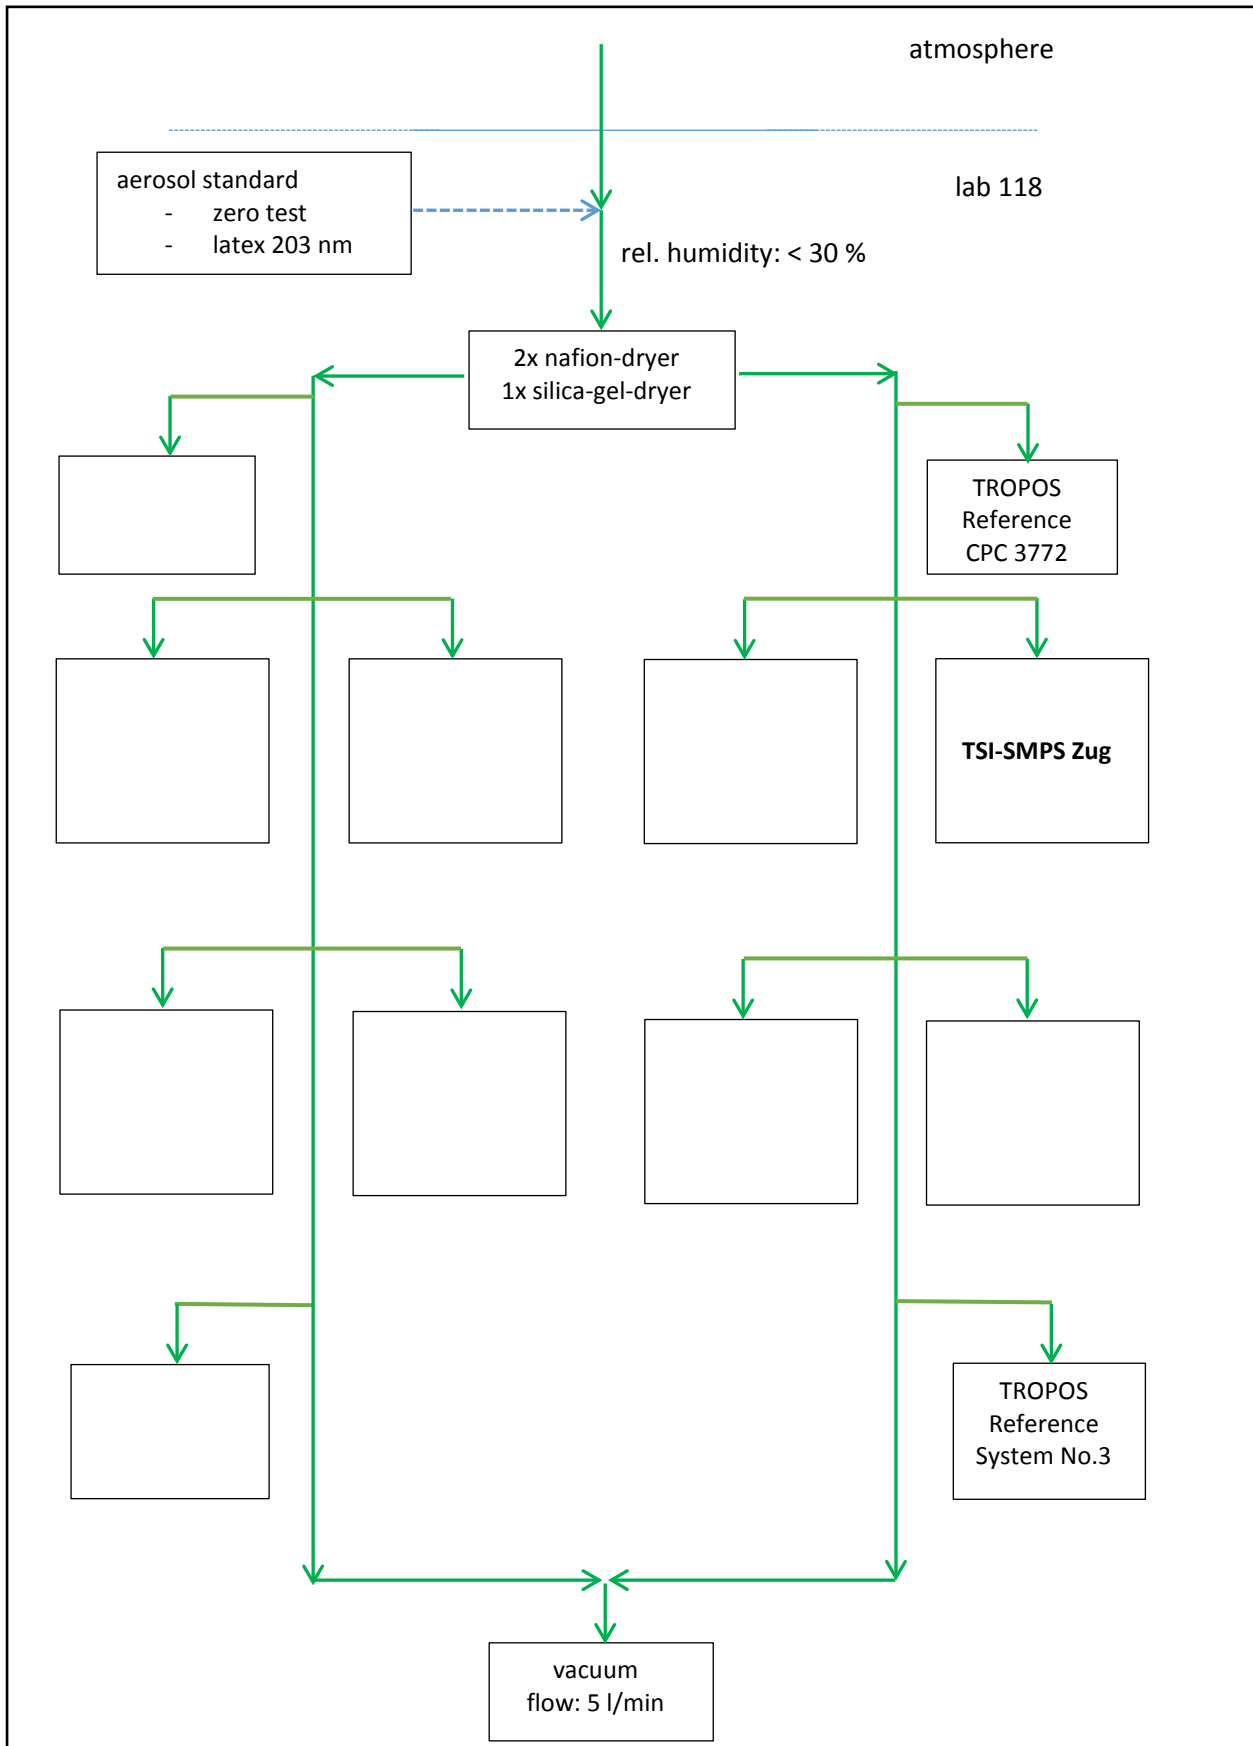 atmosphere
aerosol standard
- zero test
- latex 203 nm
lab 118
rel. humidity: < 30 %
2x nafion-dryer
1x silica-gel-dryer
TROPOS
Reference
CPC 3772
TSI-SMPS Zug
TROPOS
Reference
System No.3
vacuum
flow: 5 l/min